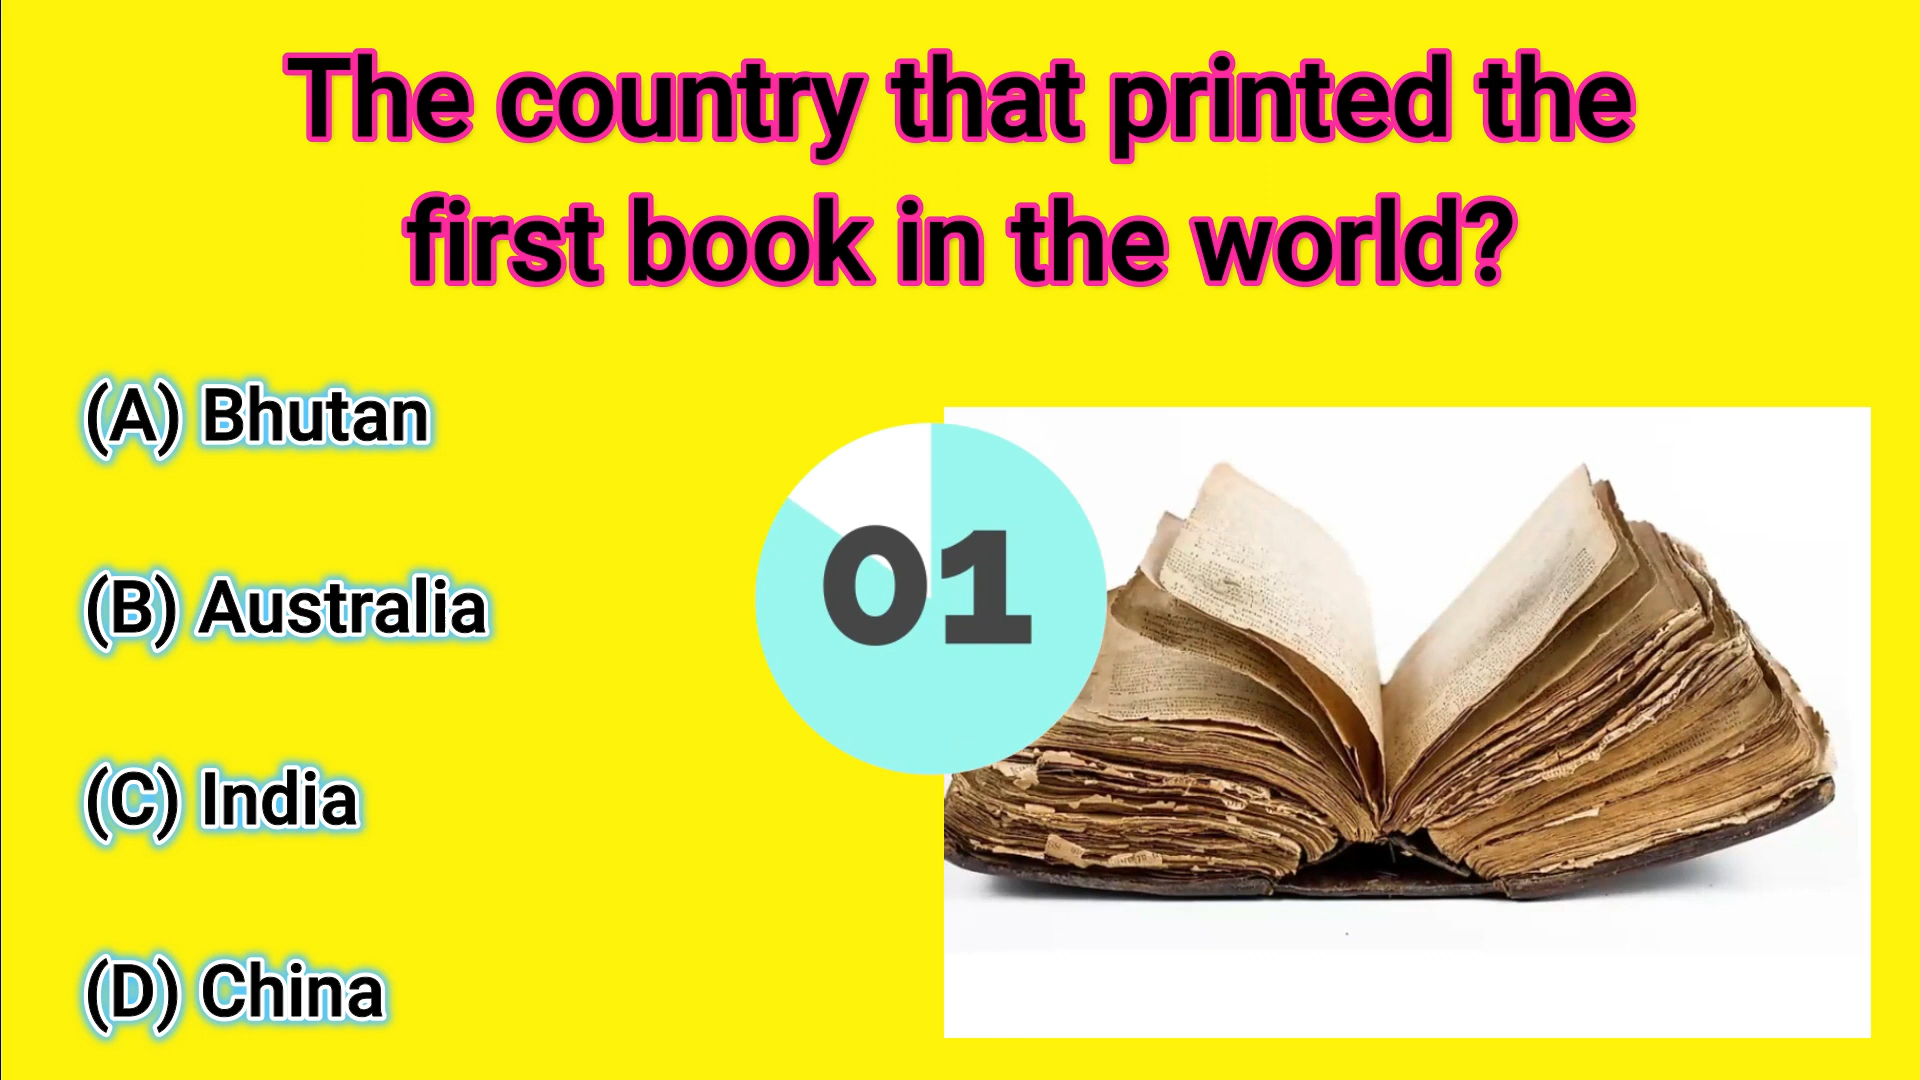 The country that printed the
first book in the world?
(A) Bhutan
01
(B) Australia
(C) India
(D) China